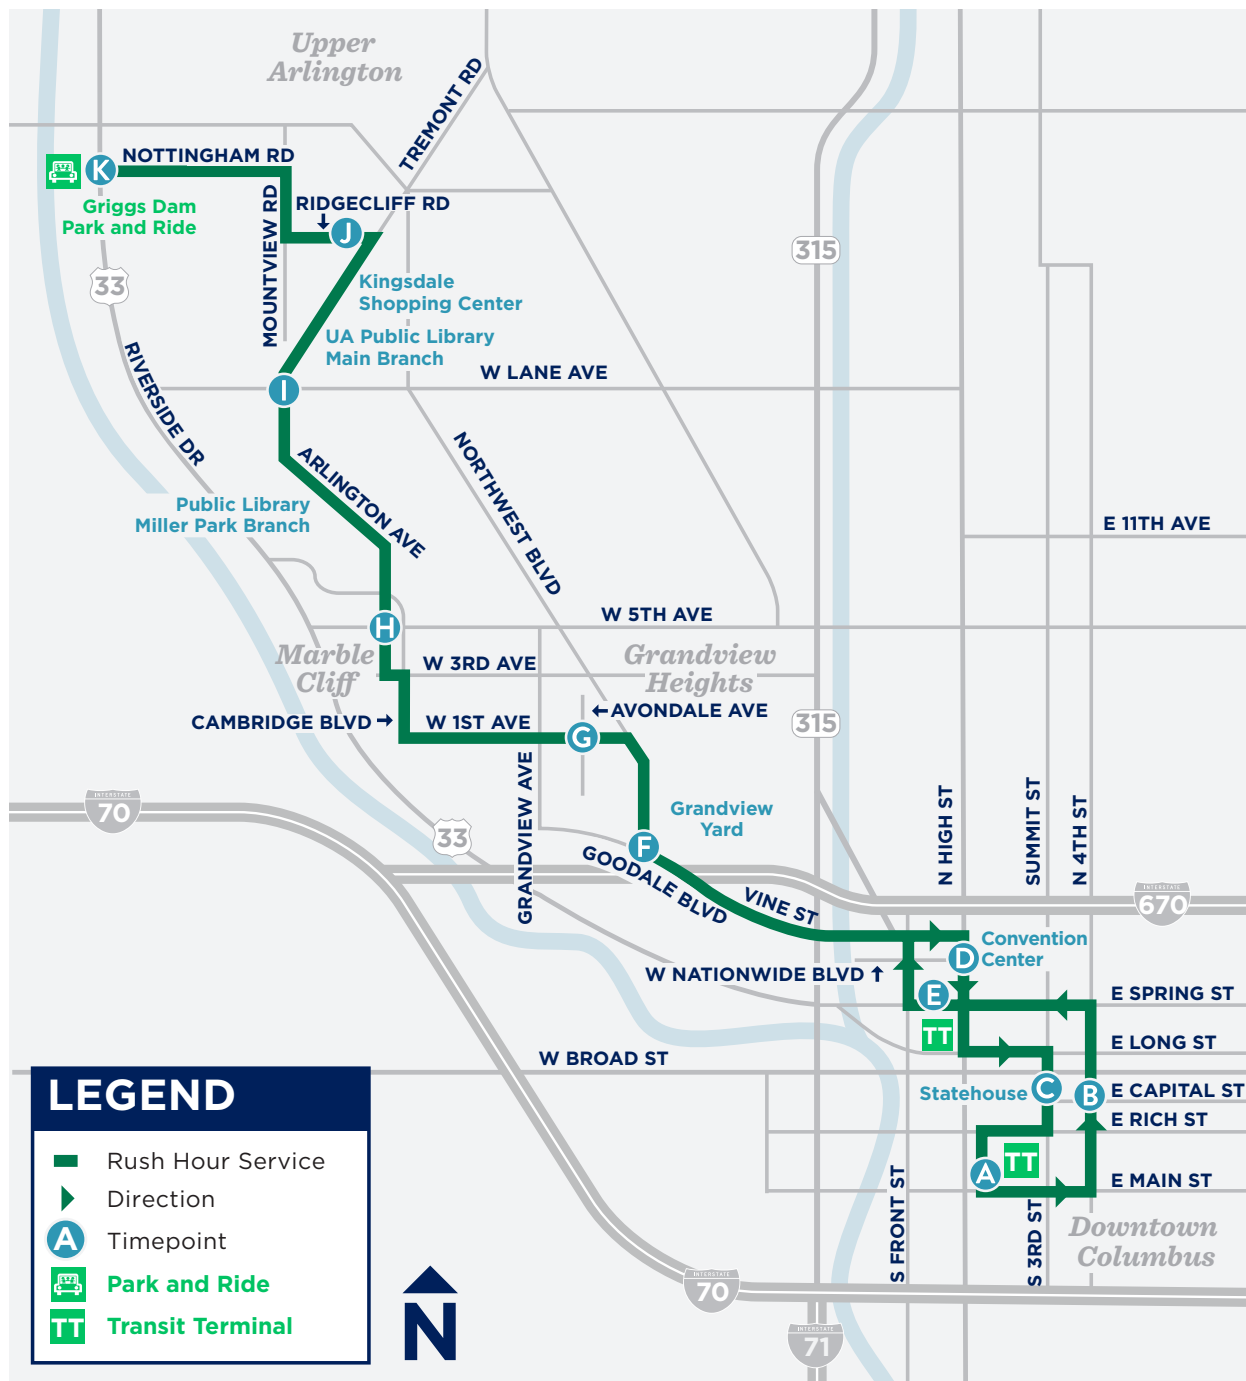 Upper
Arlington
TREMONT RD
K
NOTTINGHAM RD
Griggs Dam
Park and Ride
MOUNTVIEW RD
RIDGECLIFF RD
J
33
315
Kingsdale
Shopping Center
UA Public Library
Main Branch
RIVERSIDE DR
W LANE AVE
I
ARLINGTON AVE
NORTHWEST BLVD
Public Library
Miller Park Branch
E 11TH AVE
W 5TH AVE
H
Marble
Cliff
W 3RD AVE
Grandview
Heights
CAMBRIDGE BLVD
W 1ST AVE
AVONDALE AVE
G
315
GRANDVIEW AVE
INTERSTATE
70
33
Grandview
Yard
F
GOODALE BLVD
VINE ST
N HIGH ST
SUMMIT ST
N 4TH ST
INTERSTATE
670
D
Convention
Center
W NATIONWIDE BLVD
E
E SPRING ST
TT
E LONG ST
W BROAD ST
Statehouse
C
B
E CAPITAL ST
E RICH ST
A
TT
E MAIN ST
S FRONT ST
S 3RD ST
Downtown
Columbus
INTERSTATE
70
INTERSTATE
71
LEGEND
Rush Hour Service
Direction
A
Timepoint
Park and Ride
TT
Transit Terminal
N